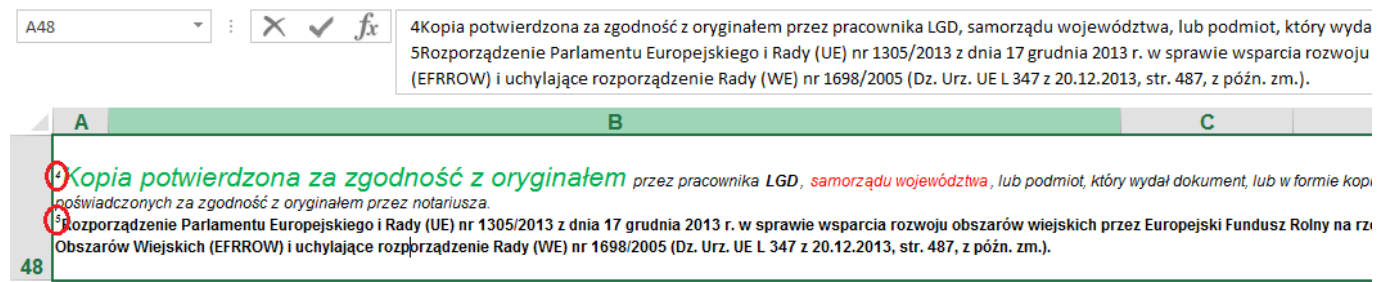 A48
fx
4Kopia potwierdzona za zgodność z oryginałem przez pracownika LGD, samorządu województwa, lub podmiot, który wyda
5Rozporządzenie Parlamentu Europejskiego i Rady (UE) nr 1305/2013 z dnia 17 grudnia 2013 r. w sprawie wsparcia rozwoju
(EFRROW) i uchylające rozporządzenie Rady (WE) nr 1698/2005 (Dz. Urz. UE L 347 z 20.12.2013, str. 487, z późn. zm.).
A B C
4Kopia potwierdzona za zgodność z oryginałem przez pracownika LGD, samorządu województwa, lub podmiot, który wydał dokument, lub w formie kopi
poświadczonych za zgodność z oryginałem przez notariusza.
5Rozporządzenie Parlamentu Europejskiego i Rady (UE) nr 1305/2013 z dnia 17 grudnia 2013 r. w sprawie wsparcia rozwoju obszarów wiejskich przez Europejski Fundusz Rolny na rz
Obszarów Wiejskich (EFRROW) i uchylające rozporządzenie Rady (WE) nr 1698/2005 (Dz. Urz. UE L 347 z 20.12.2013, str. 487, z późn. zm.).
48